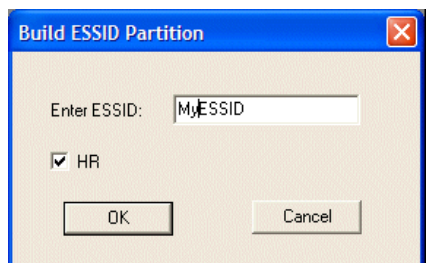 Build ESSID Partition
Enter ESSID: MyESSID
HR
OK Cancel